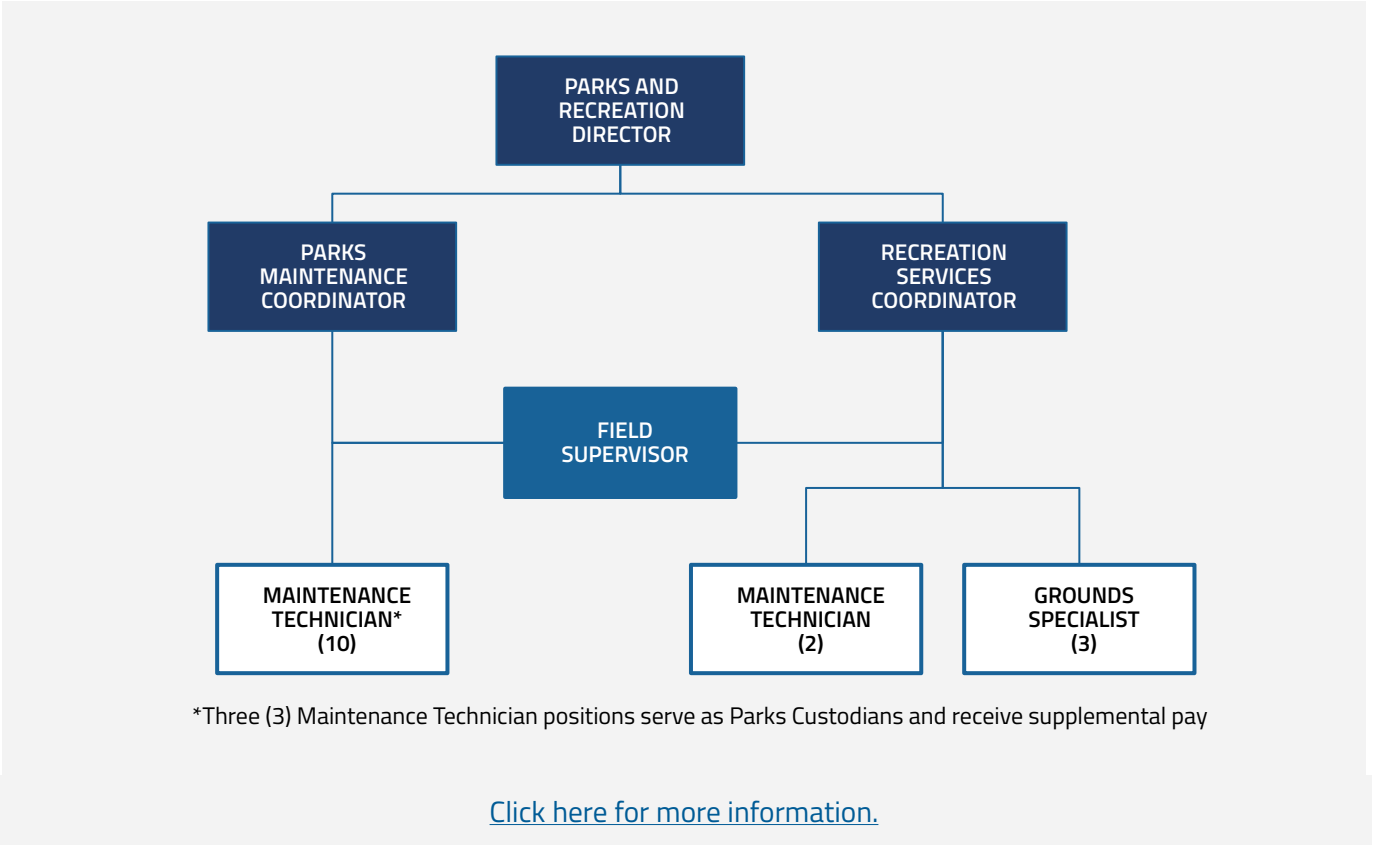 PARKS AND
RECREATION
DIRECTOR
PARKS
MAINTENANCE
COORDINATOR
RECREATION
SERVICES
COORDINATOR
FIELD
SUPERVISOR
MAINTENANCE
TECHNICIAN*
(10)
MAINTENANCE
TECHNICIAN
(2)
GROUNDS
SPECIALIST
(3)
*Three (3) Maintenance Technician positions serve as Parks Custodians and receive supplemental pay
Click here for more information.